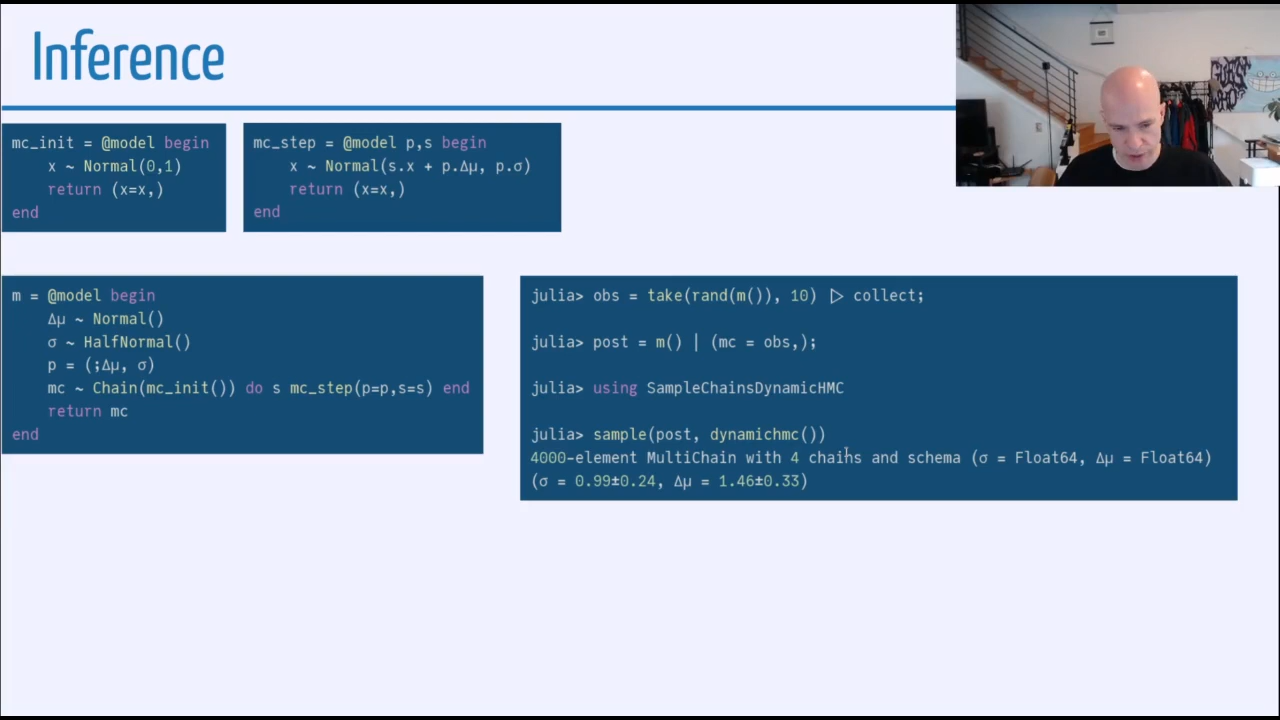 Inference
mc_init = @model begin
    x ~ Normal(0,1)
    return (x=x,)
end
mc_step = @model p,s begin
    x ~ Normal(s.x + p.Δμ, p.σ)
    return (x=x,)
end
m = @model begin
    Δμ ~ Normal()
    σ ~ HalfNormal()
    p = (;Δμ, σ)
    mc ~ Chain(mc_init()) do s mc_step(p=p,s=s) end
    return mc
end
julia> obs = take(rand(m()), 10) ▷ collect;
julia> post = m() | (mc = obs,);
julia> using SampleChainsDynamicHMC
julia> sample(post, dynamichmc())
4000-element MultiChain with 4 chains and schema (σ = Float64, Δμ = Float64)
(σ = 0.99±0.24, Δμ = 1.46±0.33)